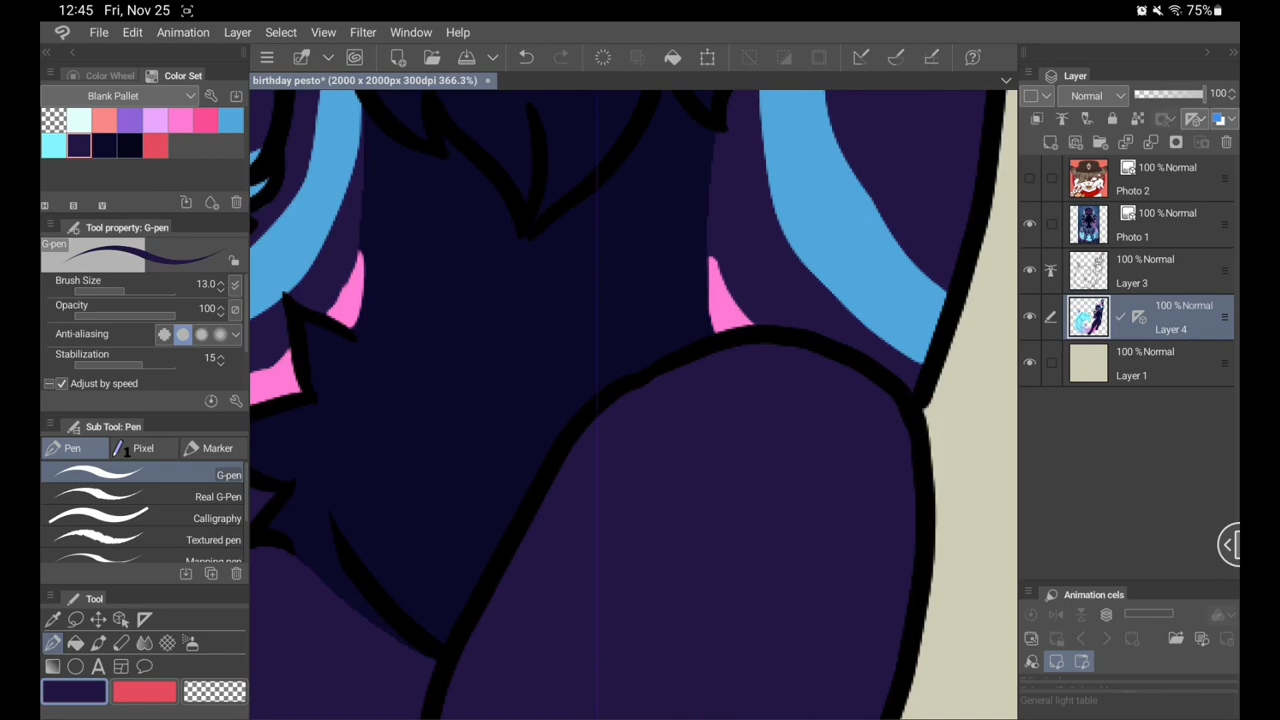 12:45 Fri, Nov 25
75%
File Edit Animation Layer Select View Filter Window Help
Color Wheel Color Set
Blank Pallet
H S V
Tool property: G-pen
G-pen
Brush Size 13.0
Opacity 100
Anti-aliasing
Stabilization 15
Adjust by speed
Sub Tool: Pen
Pen Pixel Marker
G-pen
Real G-Pen
Calligraphy
Textured pen
Mapping pen
Tool
birthday pesto* (2000 x 2000px 300dpi 366.3%)
Layer
Normal 100
100 %Normal
Photo 2
100 %Normal
Photo 1
100 %Normal
Layer 3
100 %Normal
Layer 4
100 %Normal
Layer 1
Animation cels
General light table